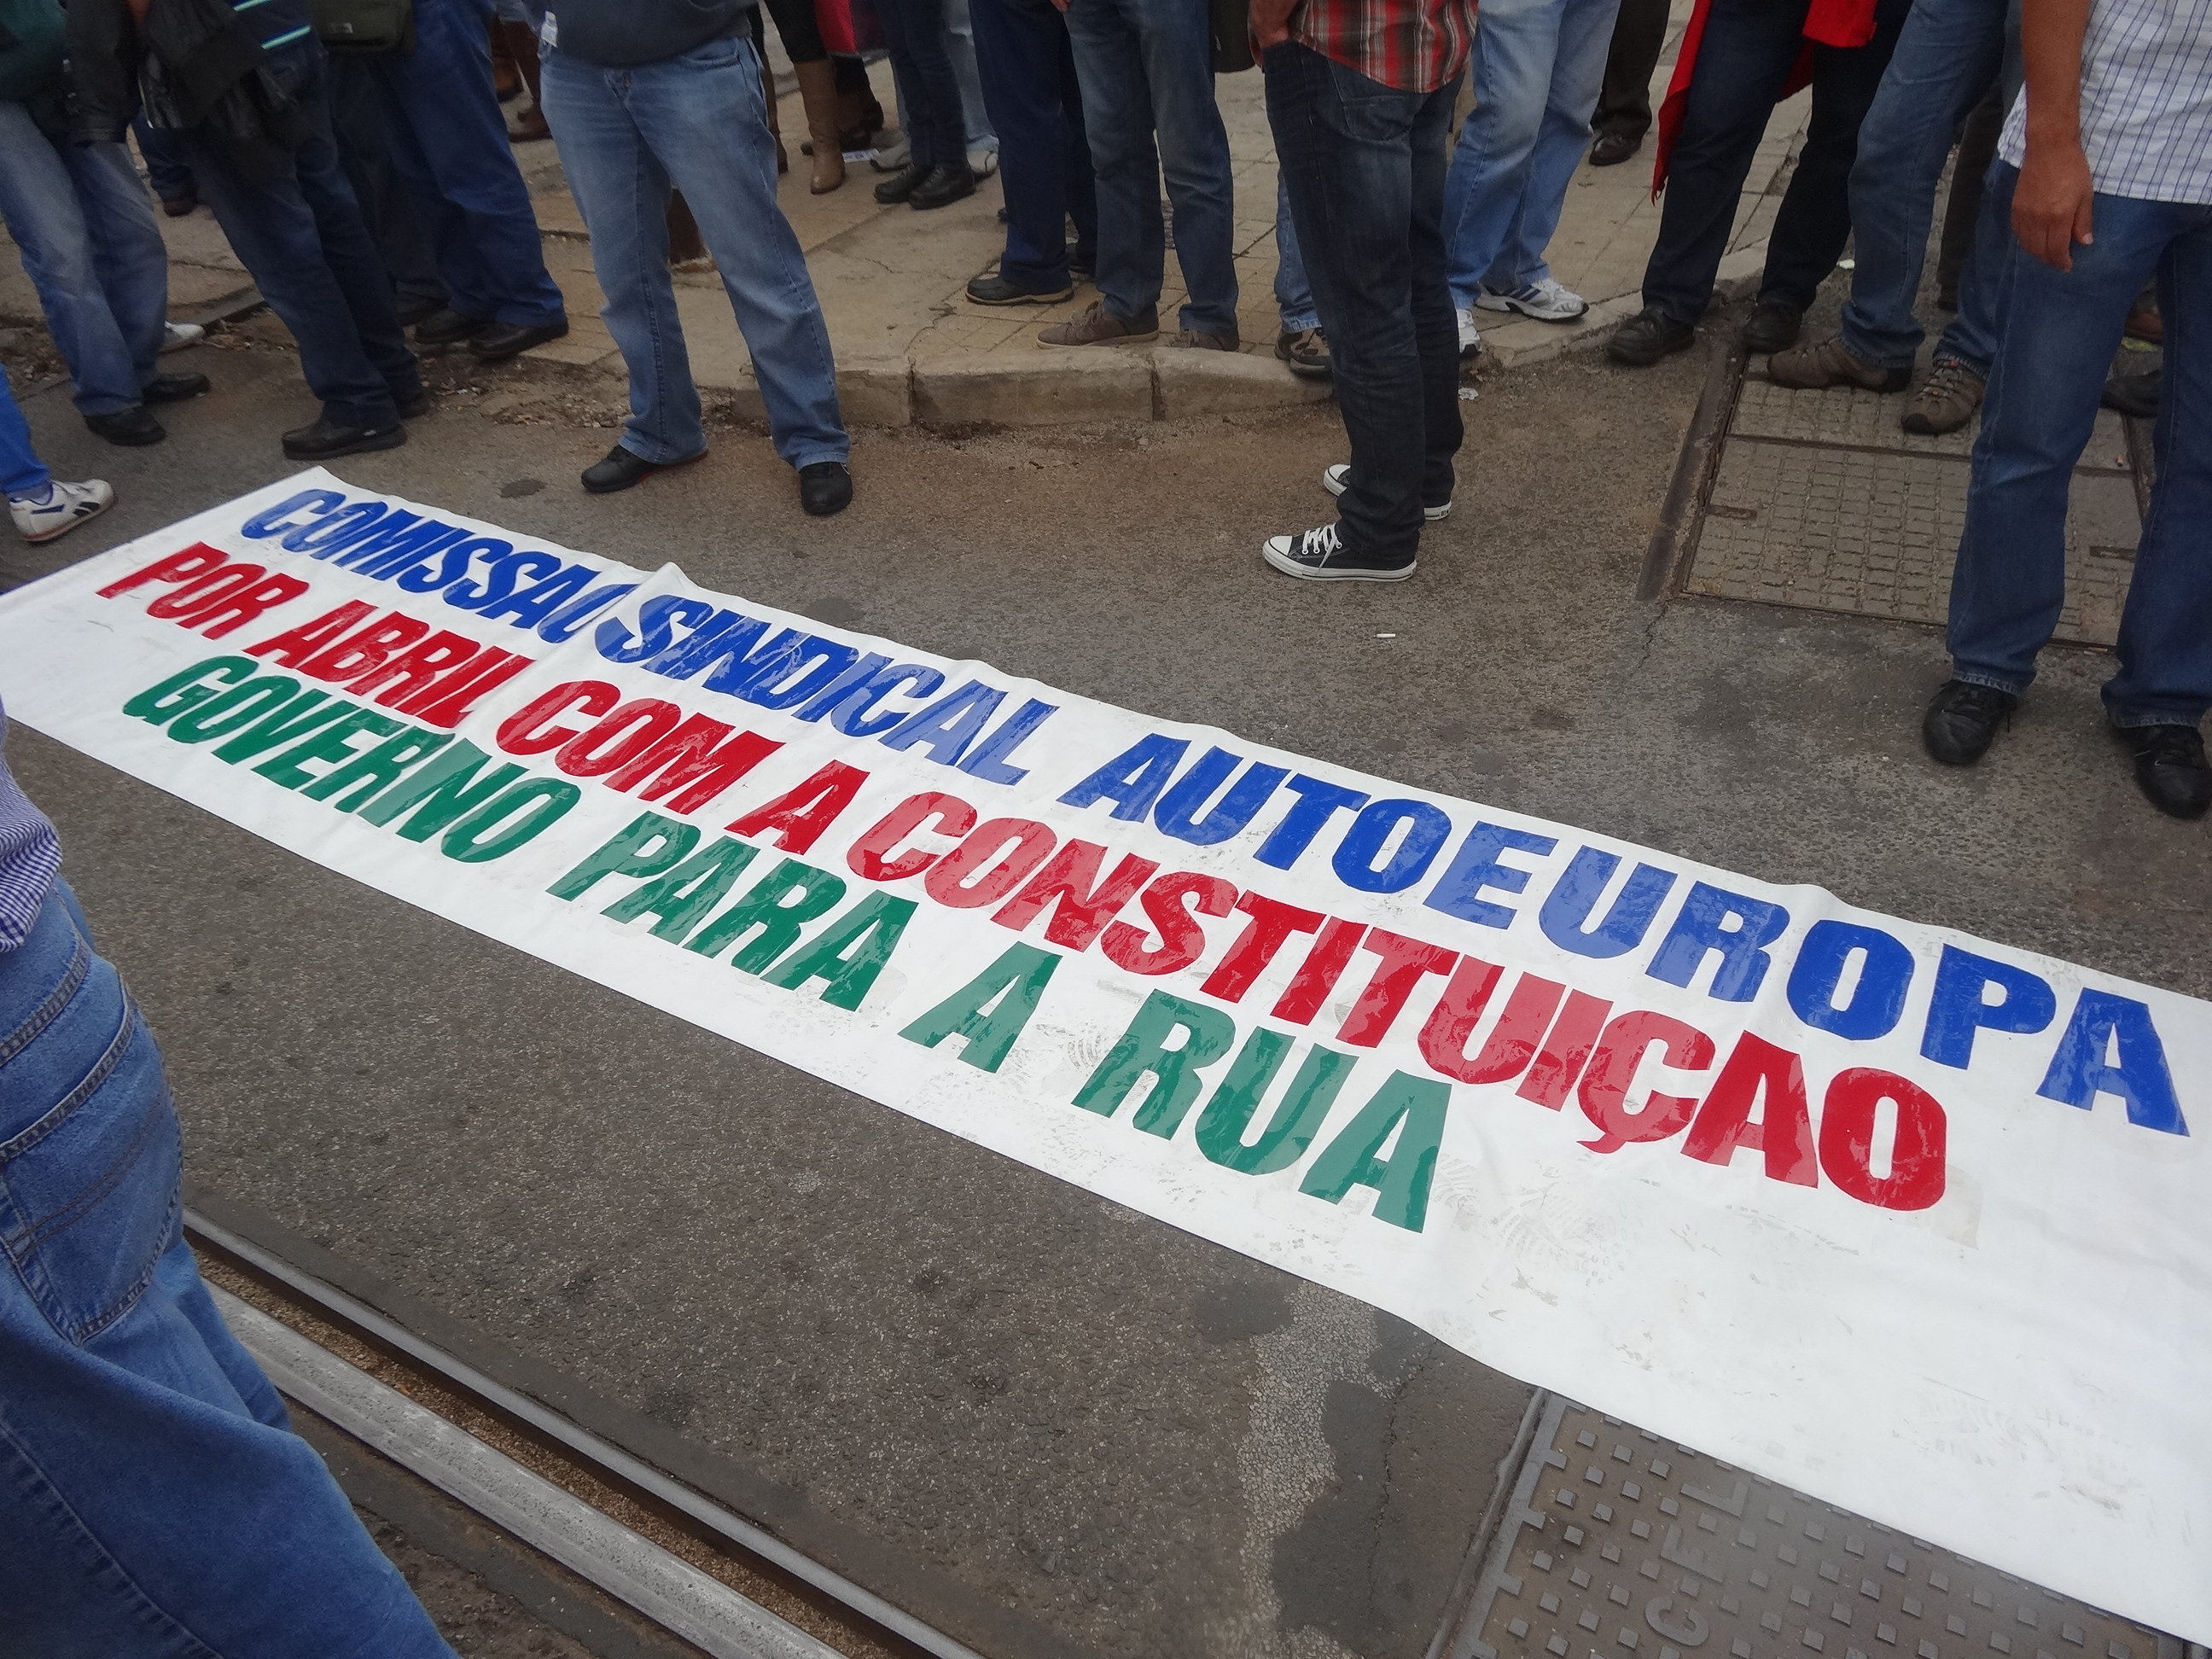 COMISSAO SINDICAL AUTOEUROPA
POR ABRIL COM A CONSTITUIÇAO
GOVERNO PARA A RUA